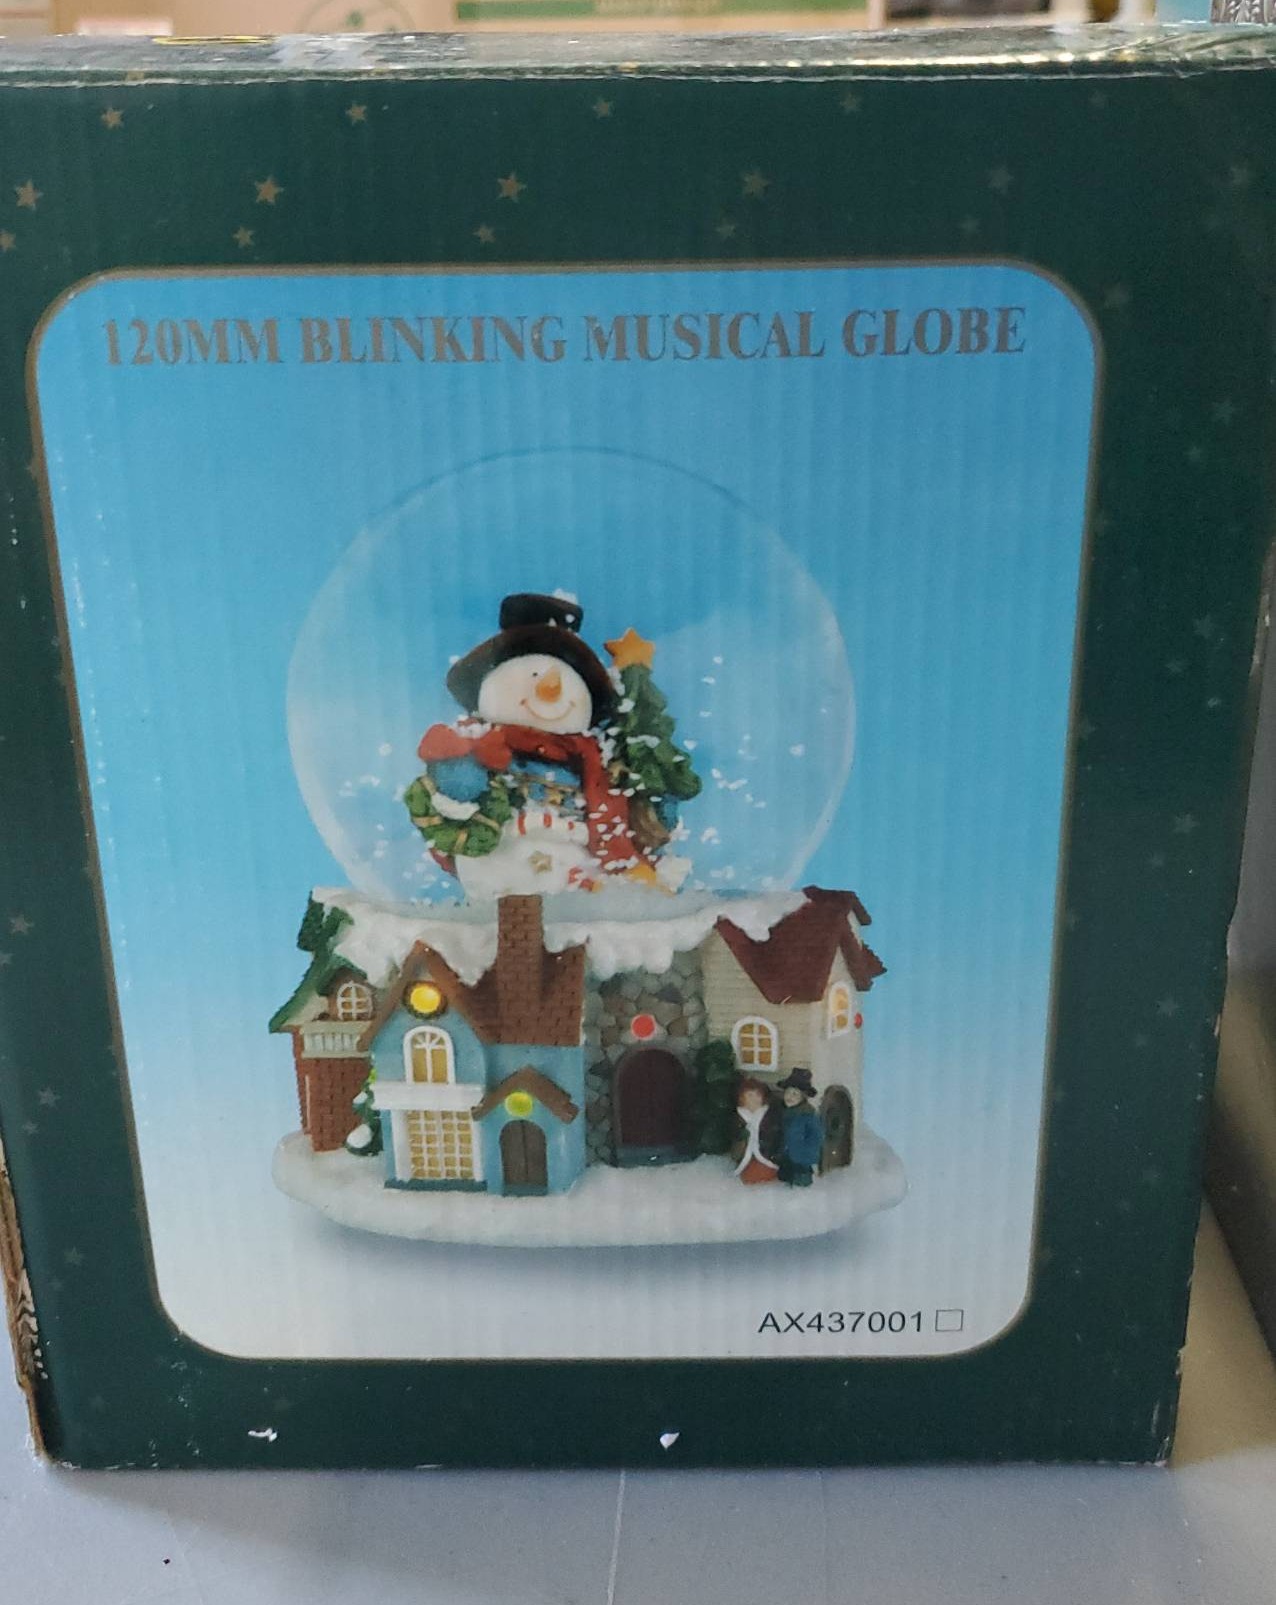 120MM BLINKING MUSICAL GLOBE
AX437001